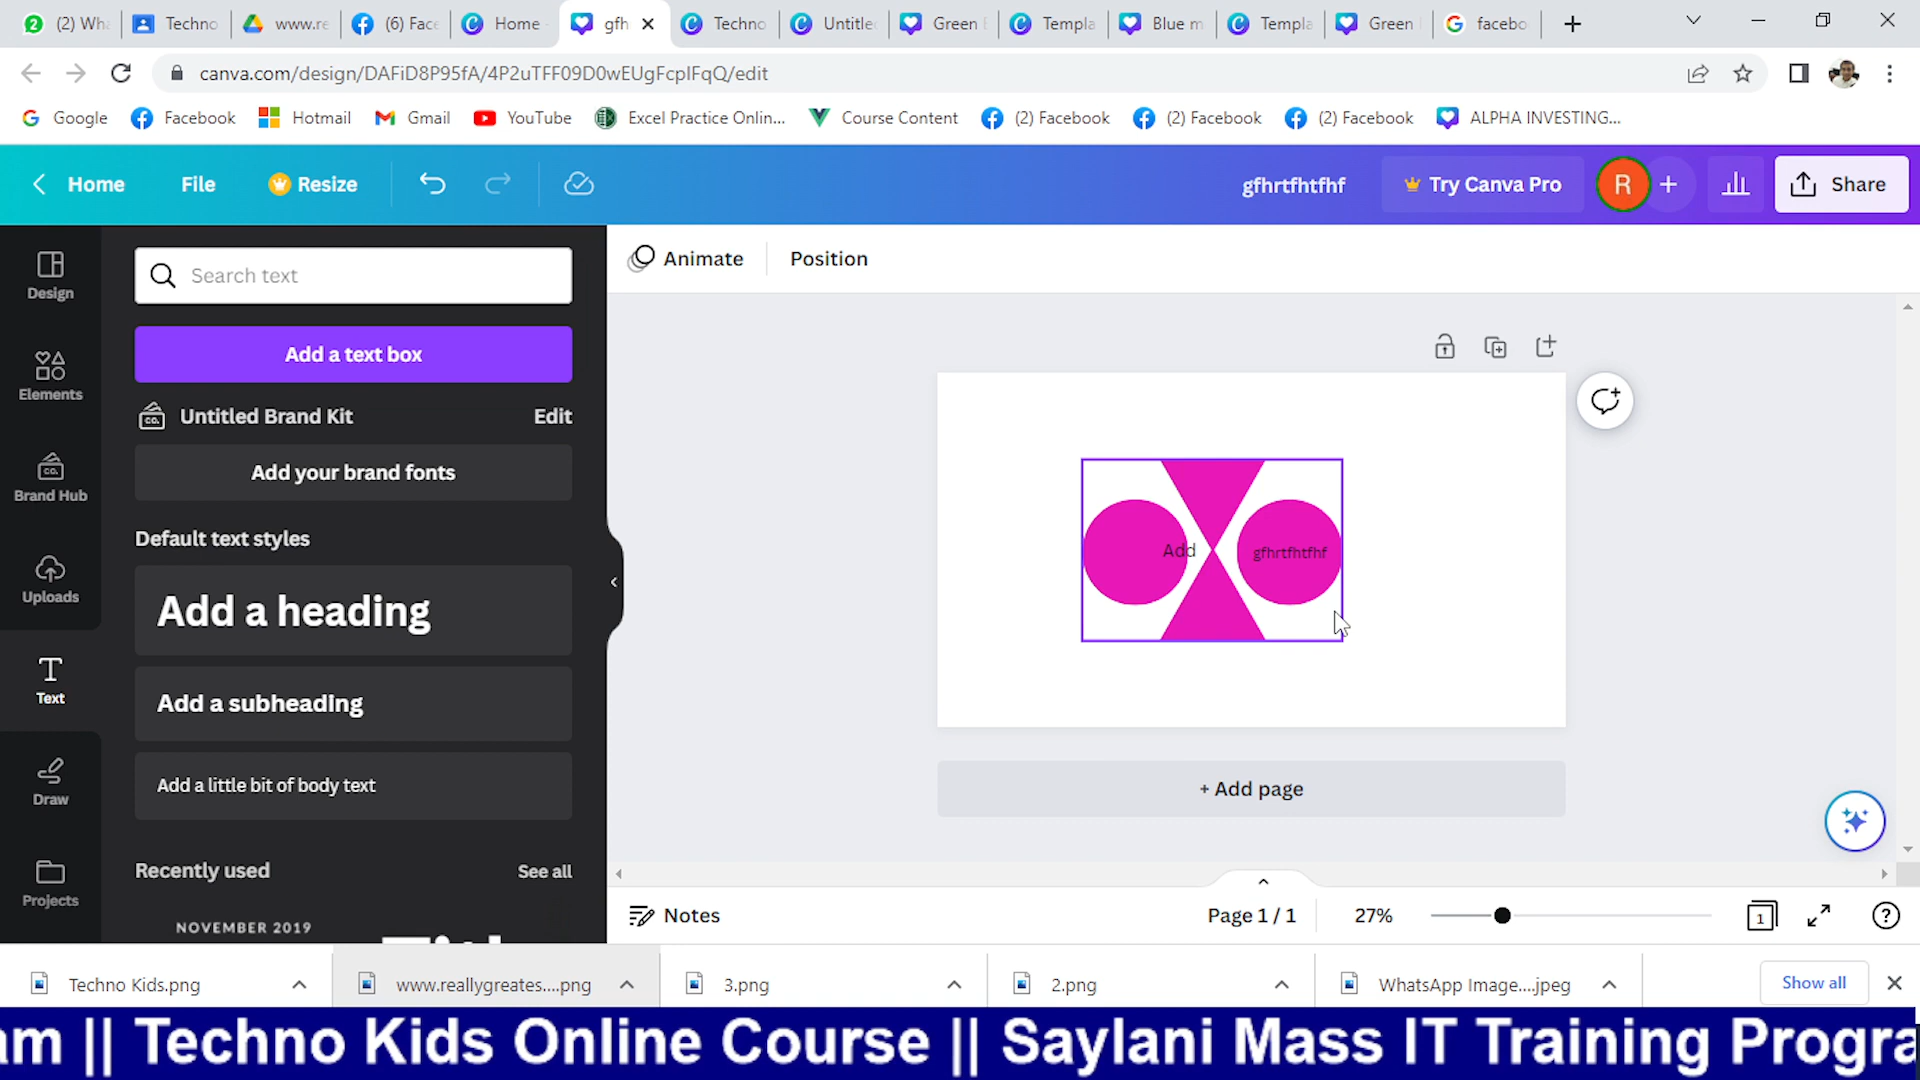 (2) Wha
Techno
www.re
(6) Face
Home -
gfh
Techno
Untitle
Green E
Templa
Blue m
Templa
Green
facebo
canva.com/design/DAFiD8P95fA/4P2uTFF09D0wEUgFcpIFqQ/edit
Google
Facebook
Hotmail
Gmail
YouTube
Excel Practice Onlin...
Course Content
(2) Facebook
(2) Facebook
(2) Facebook
ALPHA INVESTING...
Home
File
Resize
gfhrtfhtfhf
Try Canva Pro
R
Share
Design
Elements
Brand Hub
Uploads
Text
Draw
Projects
Search text
Add a text box
Untitled Brand Kit
Edit
Add your brand fonts
Default text styles
Add a heading
Add a subheading
Add a little bit of body text
Recently used
See all
NOVEMBER 2019
Animate
Position
Add
gfhrtfhtfhf
+ Add page
Notes
Page 1 / 1
27%
1
Techno Kids.png
www.reallygreates....png
3.png
2.png
WhatsApp Image....jpeg
Show all
am || Techno Kids Online Course || Saylani Mass IT Training Progra